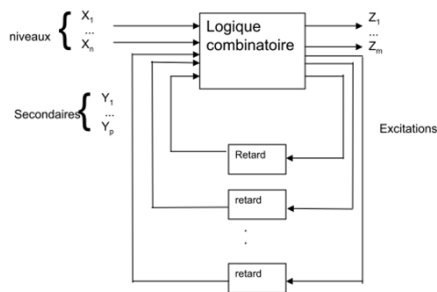 niveaux
{
X1
...
Xn
Logique
combinatoire
Z1
...
Zm
Secondaires
{
Y1
...
Yp
Excitations
Retard
retard
.
.
retard